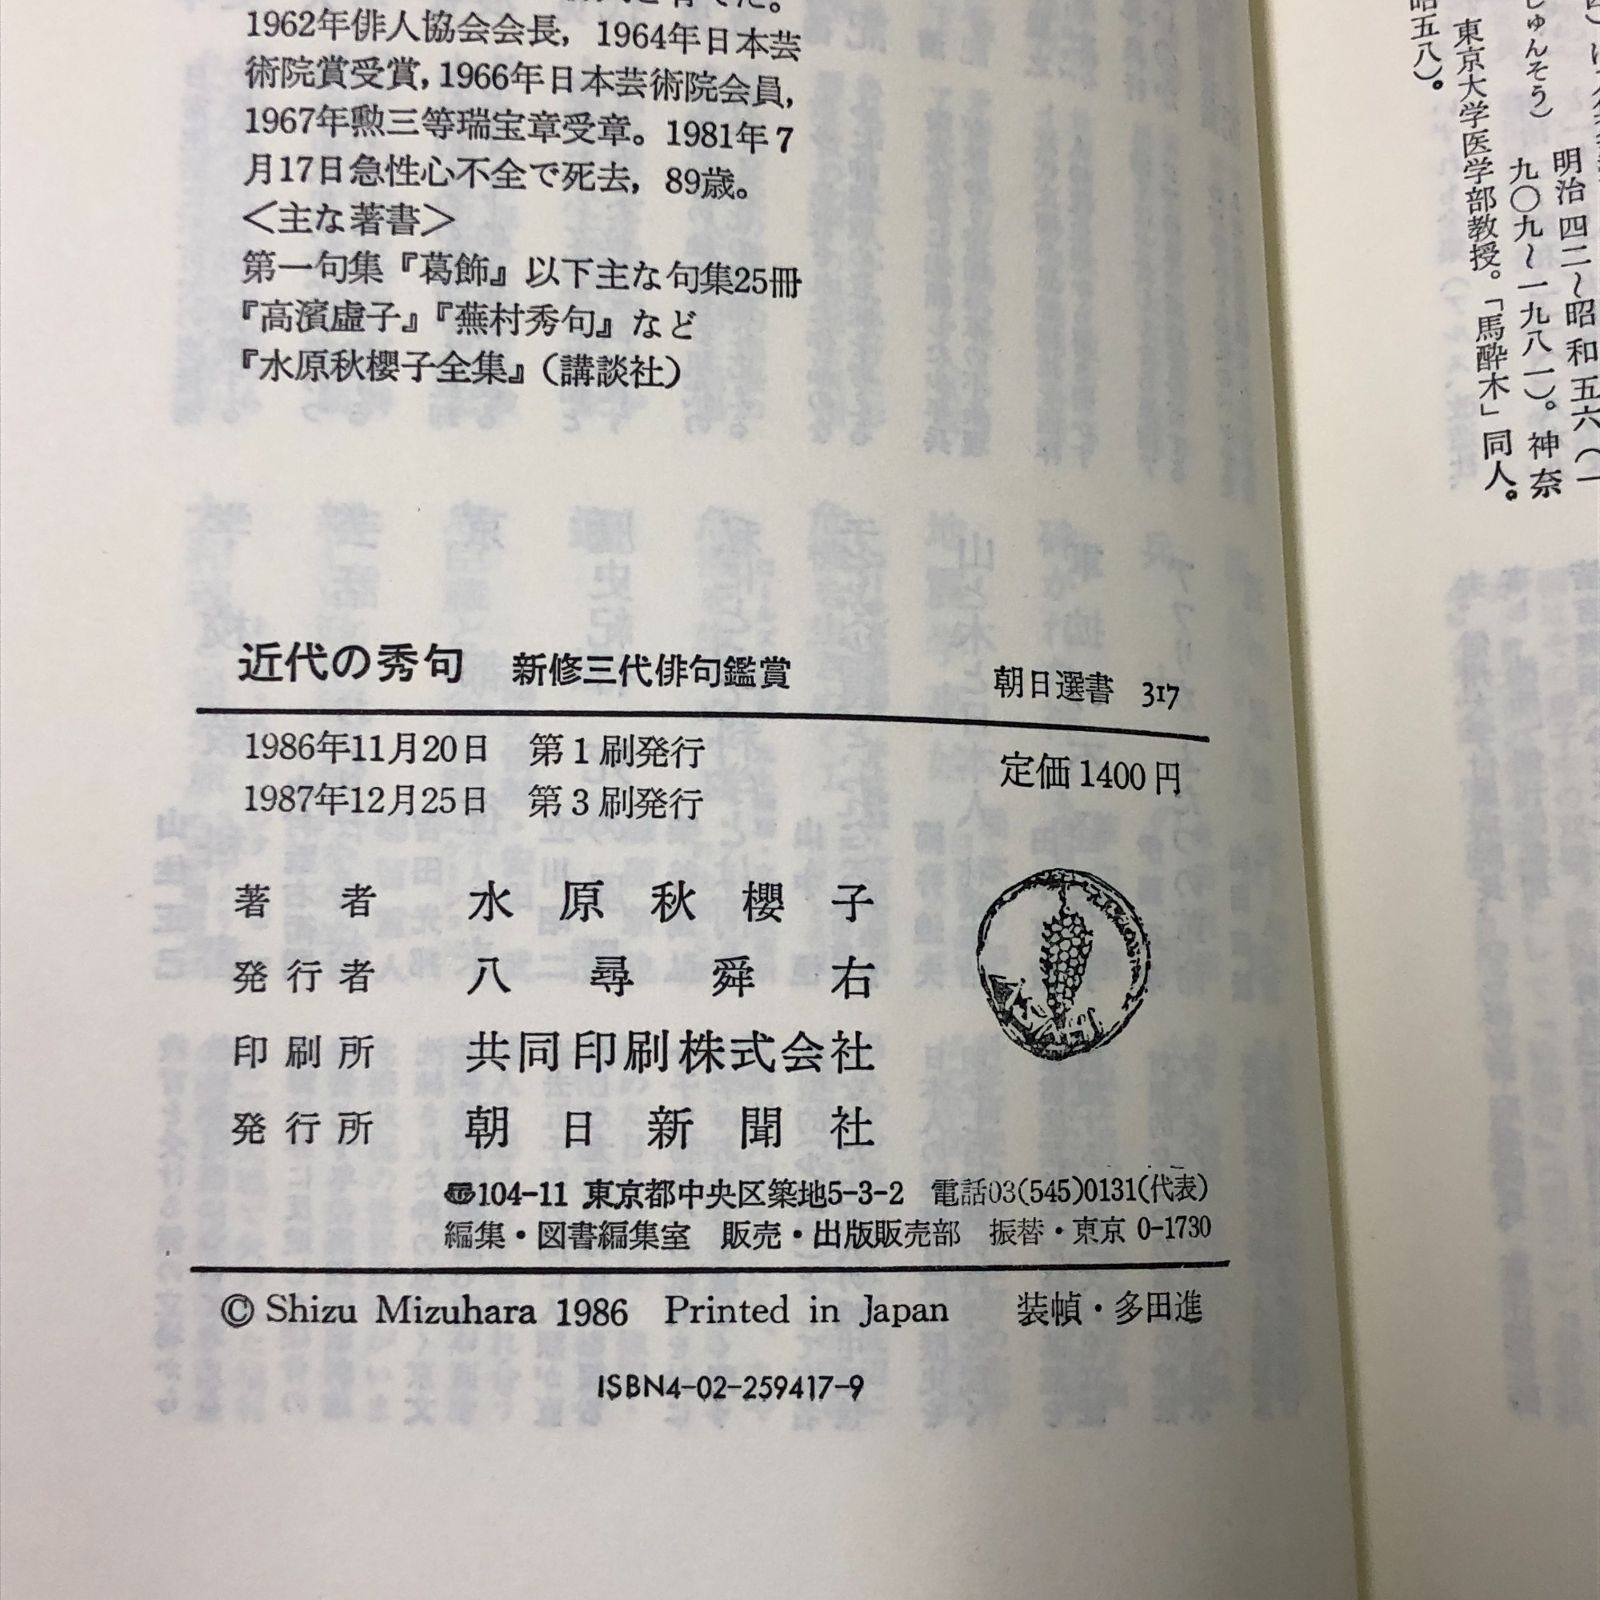 1962年俳人協会会長，1964年日本芸
術院賞受賞，1966年日本芸術院会員，
1967年勲三等瑞宝章受章。1981年7
月17日急性心不全で死去，89歳。
＜主な著書＞
第一句集『葛飾』以下主な句集25冊
『高濱虚子』『蕪村秀句』など
『水原秋櫻子全集』（講談社）
近代の秀句　新修三代俳句鑑賞　朝日選書 317
1986年11月20日　第1刷発行　定価1400円
1987年12月25日　第3刷発行
著者　水原秋櫻子
発行者　八尋舜右
印刷所　共同印刷株式会社
発行所　朝日新聞社
104-11 東京都中央区築地5-3-2　電話03(545)0131(代表)
編集・図書編集室　販売・出版販売部　振替・東京 0-1730
© Shizu Mizuhara 1986　Printed in Japan　装幀・多田進
ISBN4-02-259417-9
明治四二〜昭和五六（一
九〇九〜一九八一）。神奈
じゅんそう）
東京大学医学部教授。「馬酔木」同人。
昭五八）。